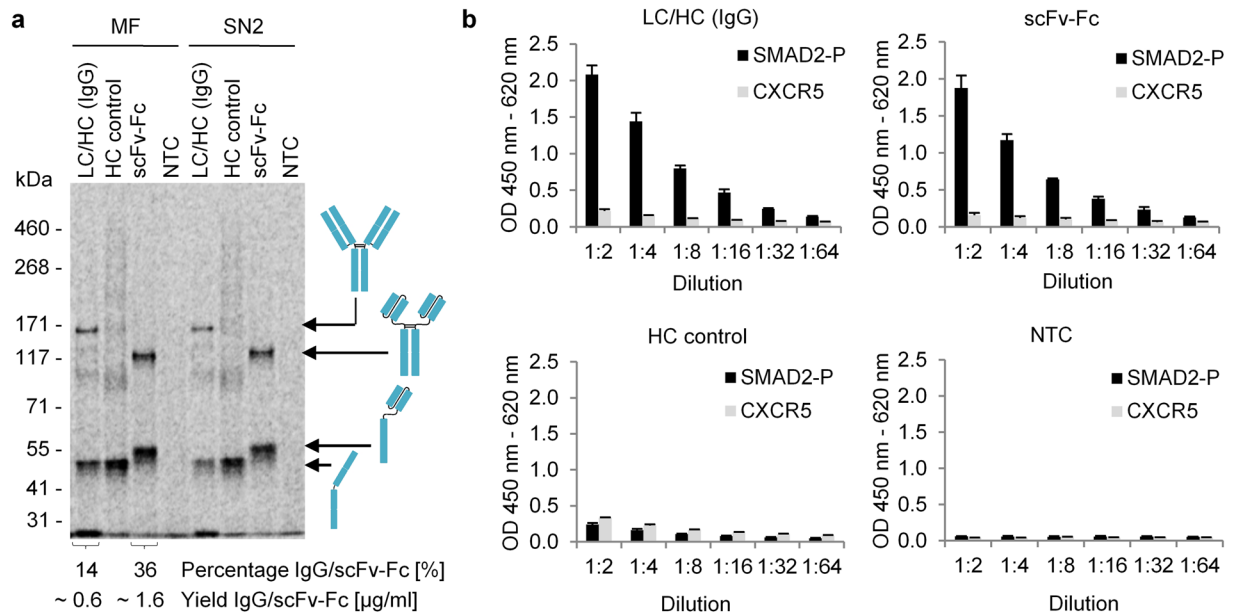 a
MF SN2
LC/HC (IgG) HC control scFv-Fc NTC LC/HC (IgG) HC control scFv-Fc NTC
kDa
460 -
268 -
171 -
117 -
71 -
55 -
41 -
31 -
14 36 Percentage IgG/scFv-Fc [%]
~ 0.6 ~ 1.6 Yield IgG/scFv-Fc [µg/ml]
b
LC/HC (IgG)
OD 450 nm - 620 nm
2.5
2.0
1.5
1.0
0.5
0.0
SMAD2-P
CXCR5
1:2 1:4 1:8 1:16 1:32 1:64
Dilution
scFv-Fc
OD 450 nm - 620 nm
2.5
2.0
1.5
1.0
0.5
0.0
SMAD2-P
CXCR5
1:2 1:4 1:8 1:16 1:32 1:64
Dilution
HC control
OD 450 nm - 620 nm
2.5
2.0
1.5
1.0
0.5
0.0
SMAD2-P
CXCR5
1:2 1:4 1:8 1:16 1:32 1:64
Dilution
NTC
OD 450 nm - 620 nm
2.5
2.0
1.5
1.0
0.5
0.0
SMAD2-P
CXCR5
1:2 1:4 1:8 1:16 1:32 1:64
Dilution